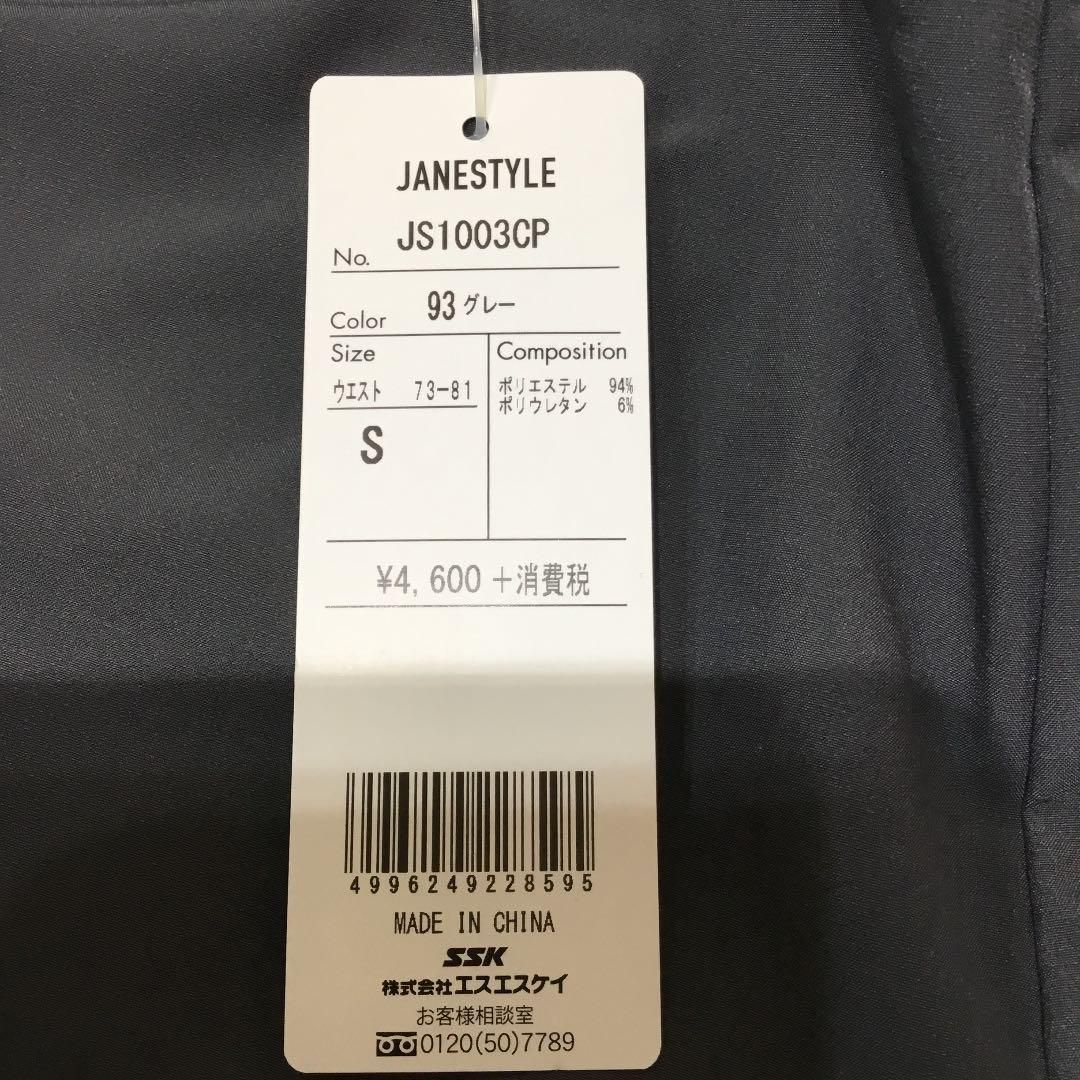 JANESTYLE
No. JS1003CP
Color 93 グレー
Size
ウエスト 73-81
S
Composition
ポリエステル 94%
ポリウレタン 6%
¥4,600+消費税
4996249228595
MADE IN CHINA
SSK
株式会社エスエスケイ
お客様相談室
0120(50)7789